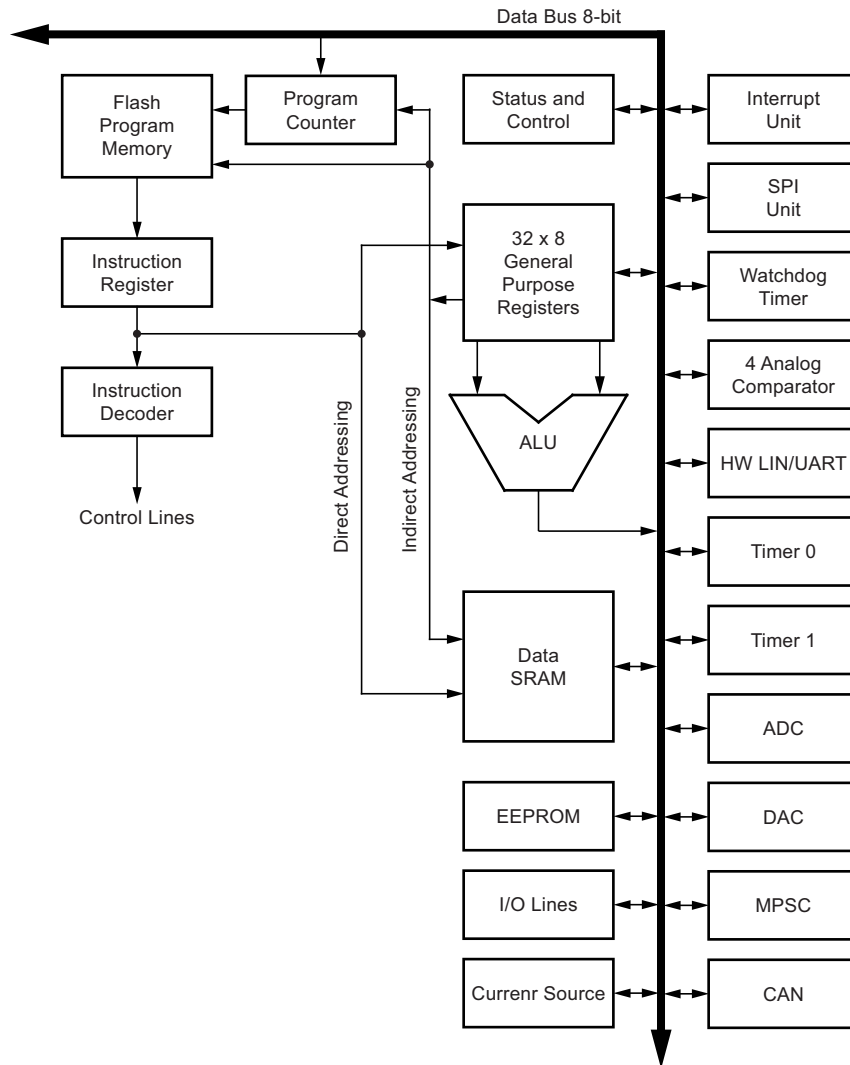 Data Bus 8-bit
Flash
Program
Memory
Program
Counter
Status and
Control
Interrupt
Unit
SPI
Unit
32 x 8
General
Purpose
Registers
Instruction
Register
Watchdog
Timer
Instruction
Decoder
4 Analog
Comparator
Direct Addressing
Indirect Addressing
ALU
HW LIN/UART
Control Lines
Timer 0
Data
SRAM
Timer 1
ADC
EEPROM
DAC
I/O Lines
MPSC
Currenr Source
CAN